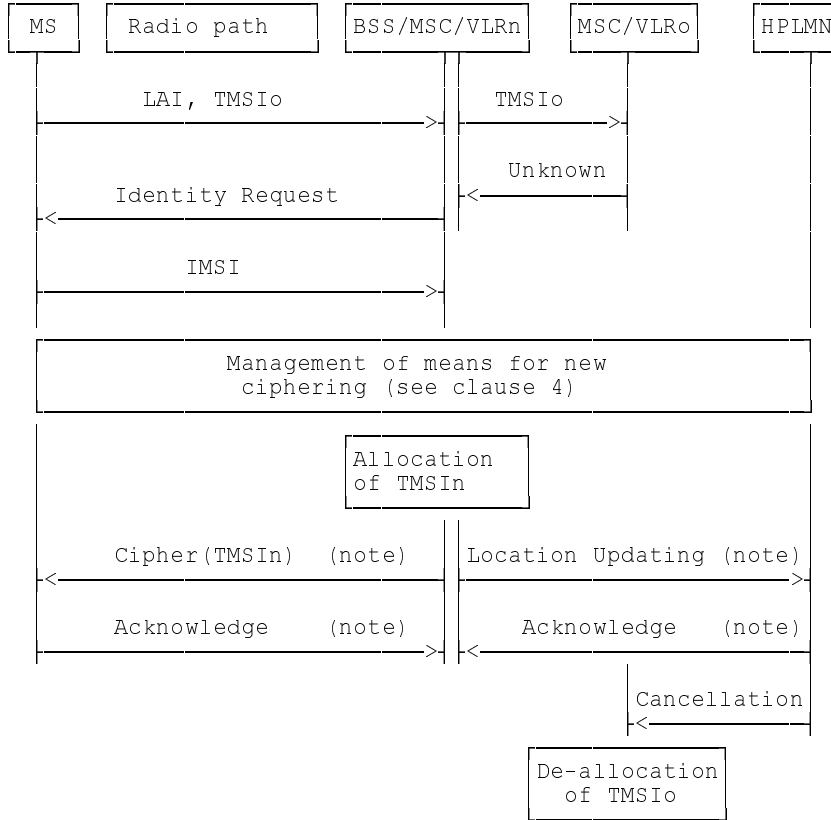 MS Radio path BSS/MSC/VLRn MSC/VLRo HPLMN
LAI, TMSIo TMSIo
Unknown
Identity Request
IMSI
Management of means for new
ciphering (see clause 4)
Allocation
of TMSIn
Cipher(TMSIn) (note) Location Updating (note)
Acknowledge (note) Acknowledge (note)
Cancellation
De-allocation
of TMSIo